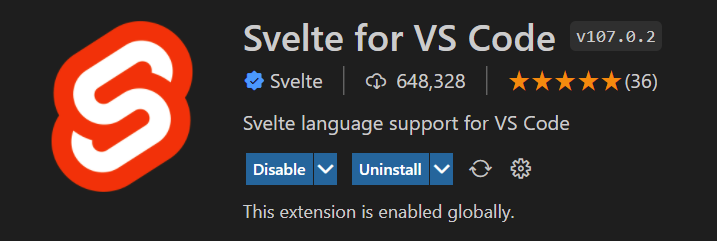 Svelte for VS Code v107.0.2
Svelte 648,328 (36)
Svelte language support for VS Code
Disable Uninstall
This extension is enabled globally.